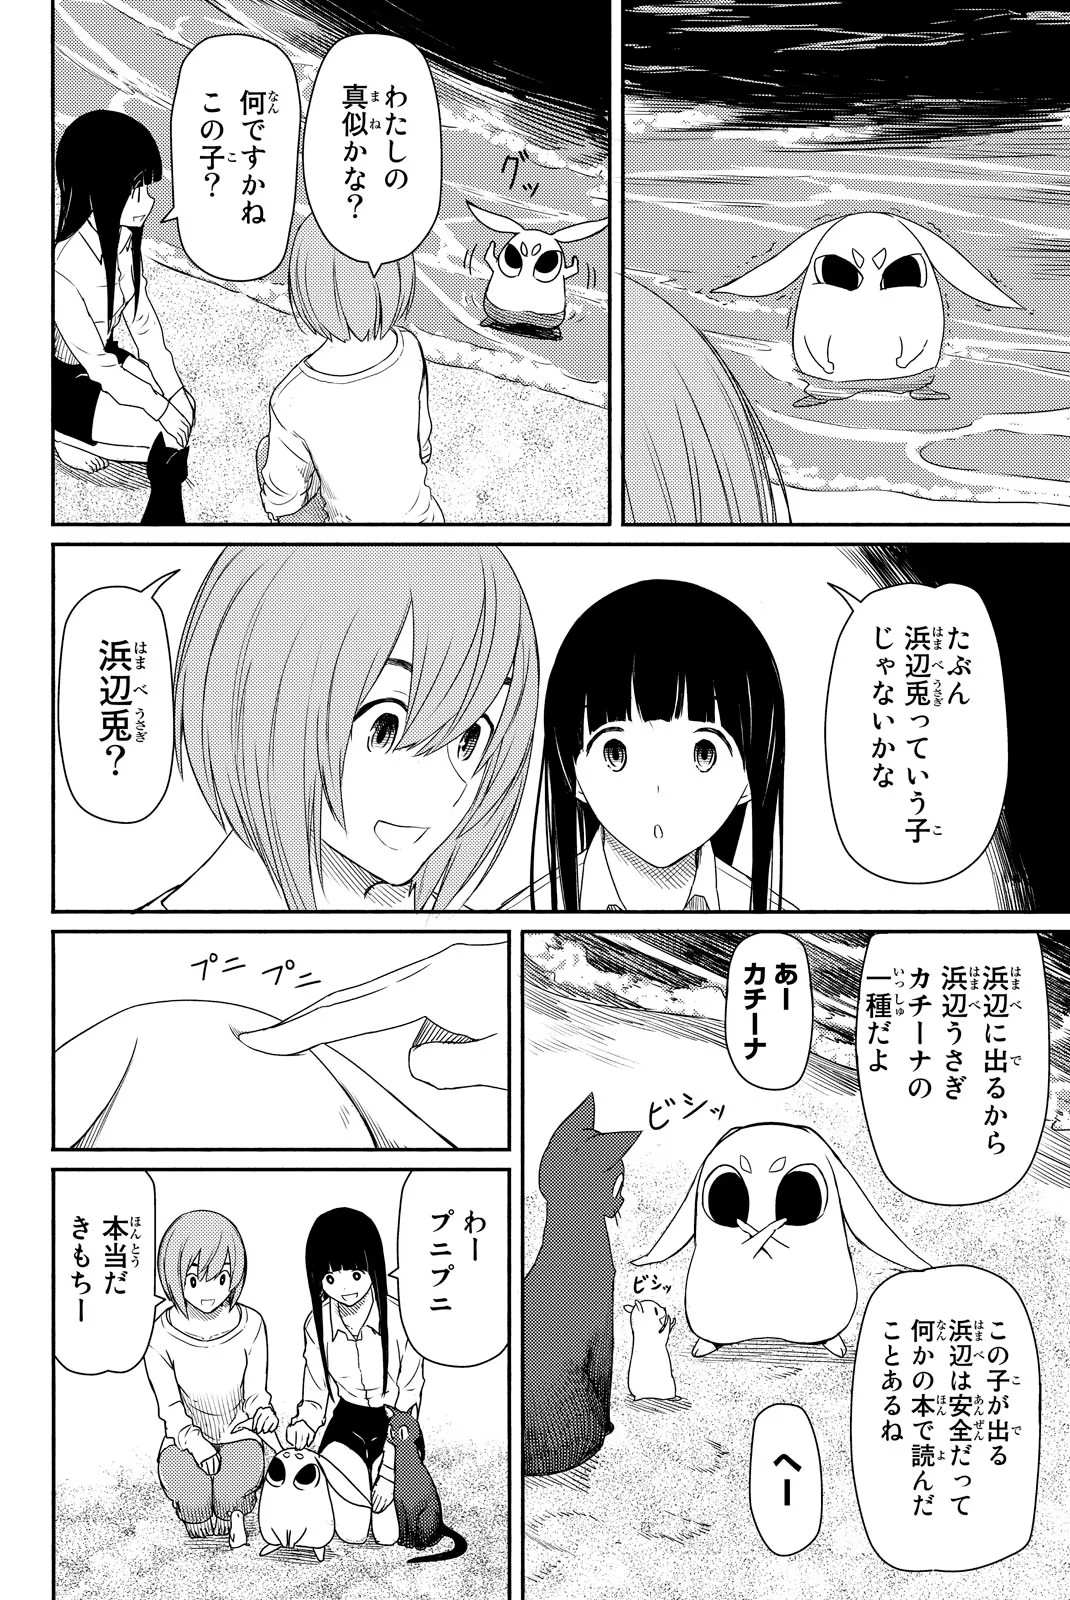 グッ
わたしの
真似かな？
何ですかね
この子？
たぶん
浜辺兎っていう子
じゃないかな
浜辺兎？
浜辺に出るから
浜辺うさぎ
カチーナの
一種だよ
あー
カチーナ
ビシッ
ビシッ
この子が出る
浜辺は安全だって
何かの本で読んだ
ことあるね
へー
プニ
プニ
わー
プニプニ
本当だ
きもちー